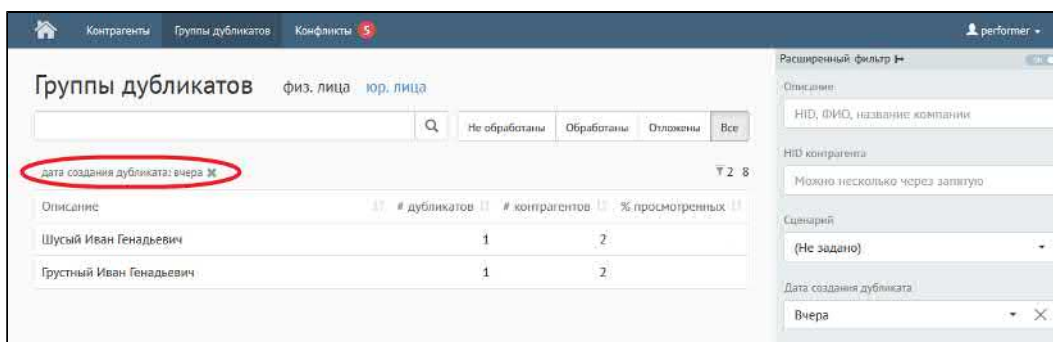 Контрагенты Группы дубликатов Конфликты 5 performer
Группы дубликатов физ. лица юр. лица
Не обработаны Обработаны Отложены Все
дата создания дубликата: вчера
2 8
Описание # дубликатов # контрагентов % просмотренных
Шусый Иван Генадьевич 1 2
Грустный Иван Генадьевич 1 2
Расширенный фильтр
Описание
HID, ФИО, название компании
HID контрагента
Можно несколько через запятую
Сценарий
(Не задано)
Дата создания дубликата
Вчера